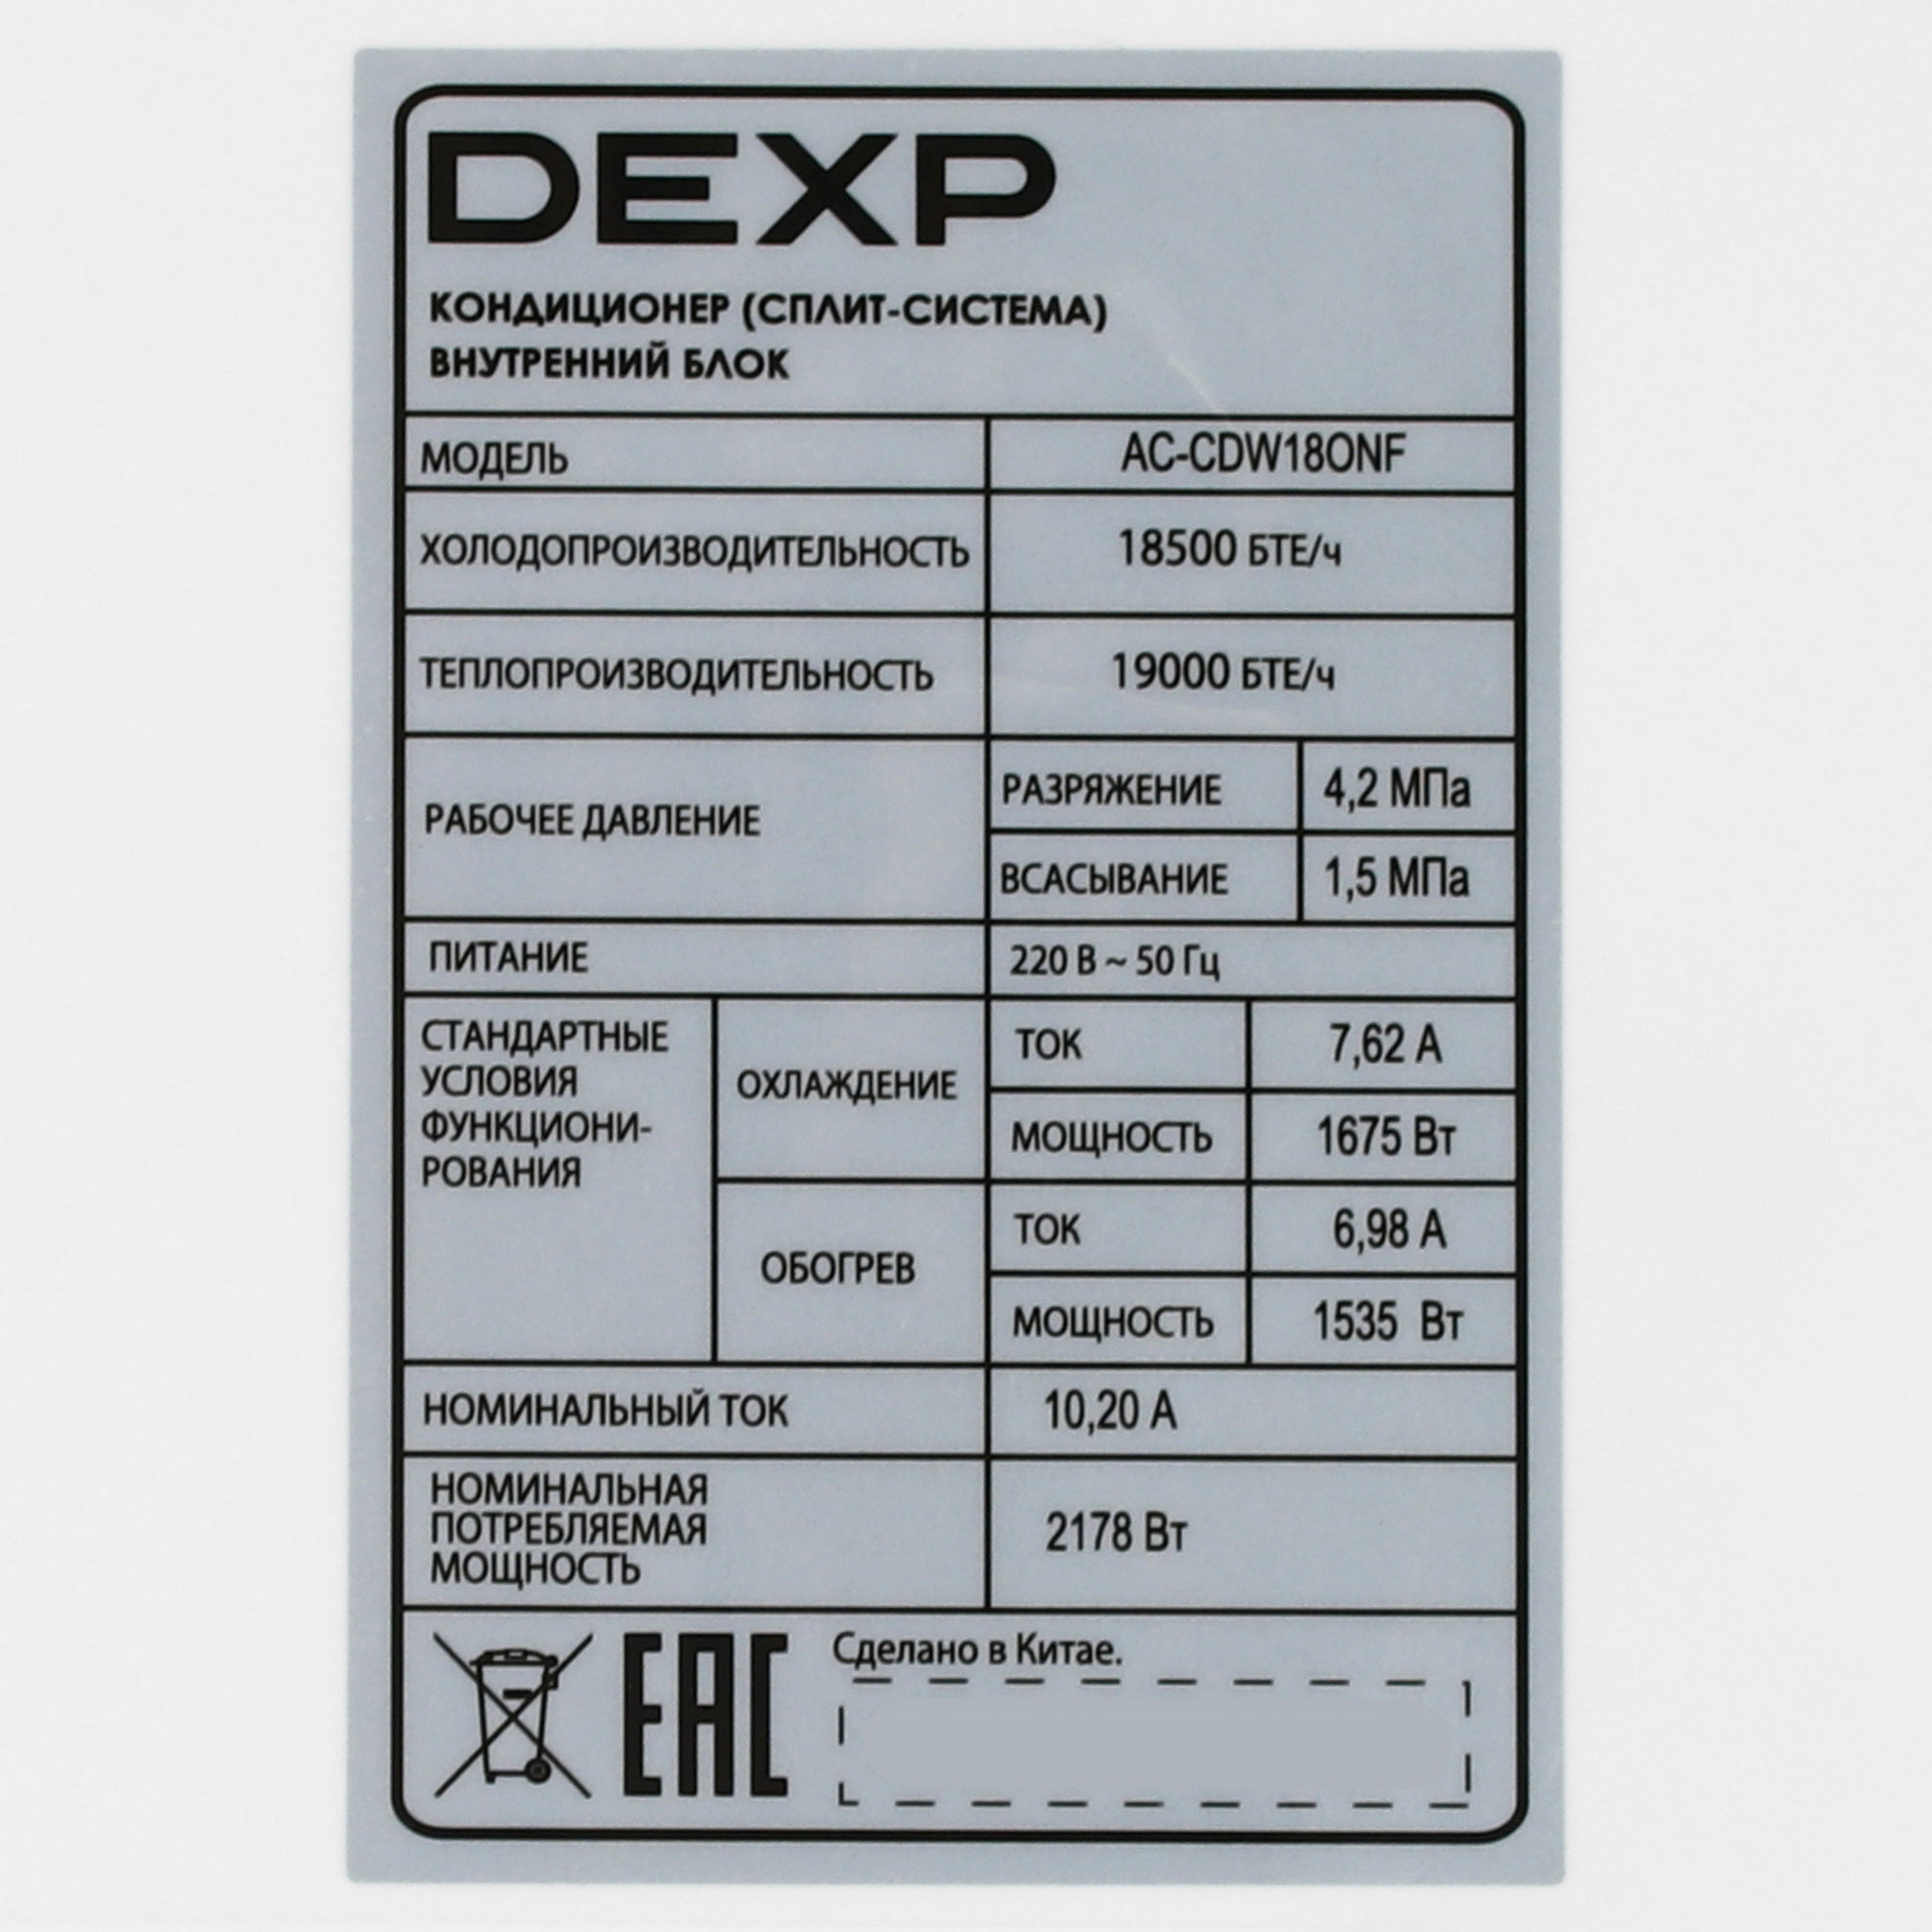 DEXP
КОНДИЦИОНЕР (СПЛИТ-СИСТЕМА)
ВНУТРЕННИЙ БЛОК
МОДЕЛЬ AC-CDW18ONF
ХОЛОДОПРОИЗВОДИТЕЛЬНОСТЬ 18500 БТЕ/ч
ТЕПЛОПРОИЗВОДИТЕЛЬНОСТЬ 19000 БТЕ/ч
РАБОЧЕЕ ДАВЛЕНИЕ
РАЗРЯЖЕНИЕ 4,2 МПа
ВСАСЫВАНИЕ 1,5 МПа
ПИТАНИЕ 220 В ~ 50 Гц
СТАНДАРТНЫЕ
УСЛОВИЯ
ФУНКЦИОНИ-
РОВАНИЯ
ОХЛАЖДЕНИЕ
ТОК 7,62 А
МОЩНОСТЬ 1675 Вт
ОБОГРЕВ
ТОК 6,98 А
МОЩНОСТЬ 1535 Вт
НОМИНАЛЬНЫЙ ТОК 10,20 А
НОМИНАЛЬНАЯ
ПОТРЕБЛЯЕМАЯ
МОЩНОСТЬ
2178 Вт
EAC
Сделано в Китае.